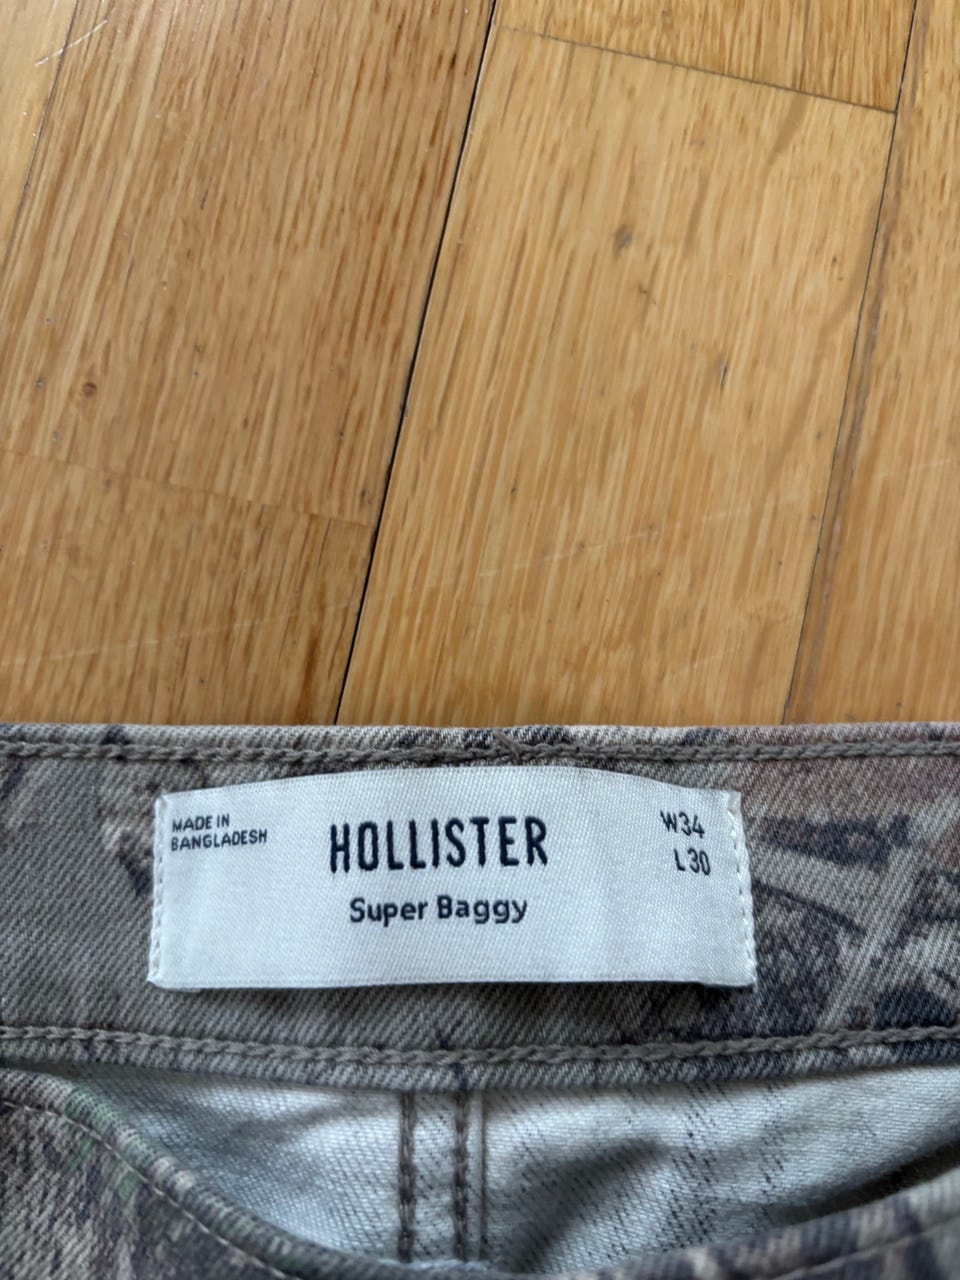 MADE IN
BANGLADESH
HOLLISTER
Super Baggy
W34
L30